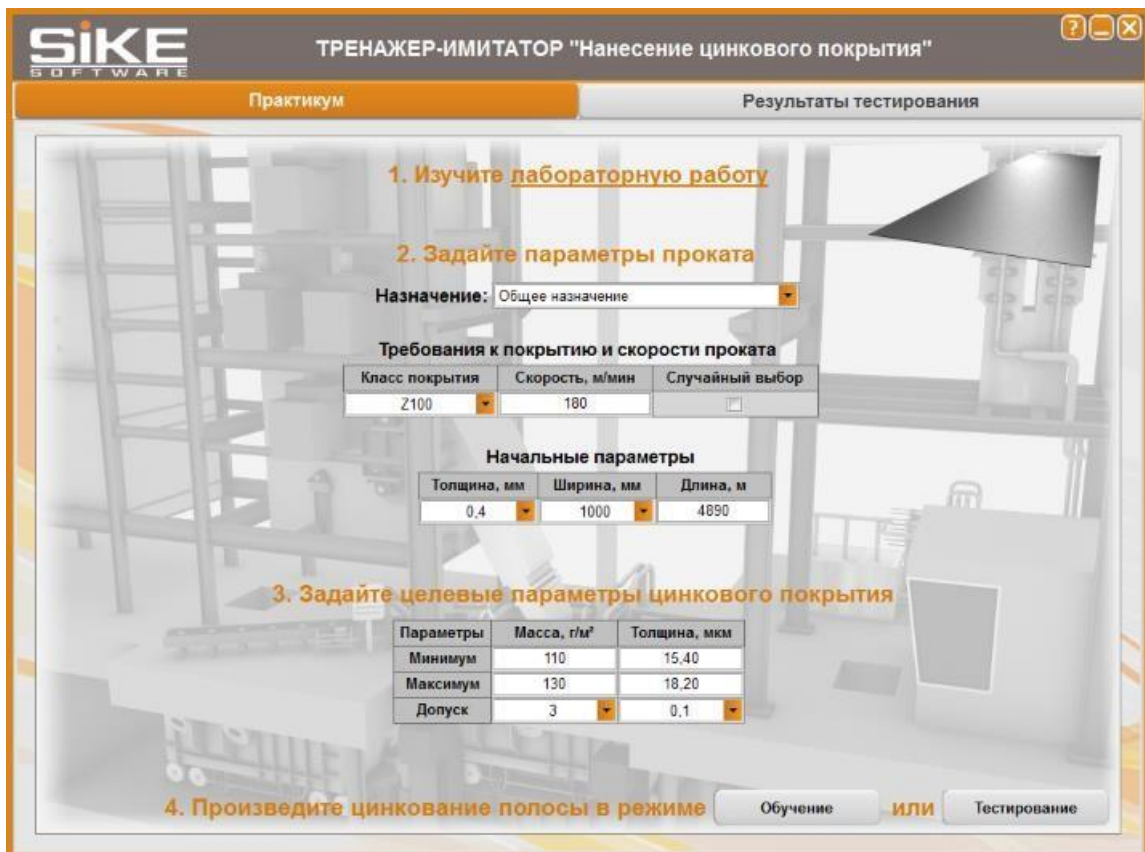 SiKE
SOFTWARE
ТРЕНАЖЕР-ИМИТАТОР "Нанесение цинкового покрытия"
?
Практикум
Результаты тестирования
1. Изучите лабораторную работу
2. Задайте параметры проката
Назначение: Общее назначение
Требования к покрытию и скорости проката
Класс покрытия Скорость, м/мин Случайный выбор
Z100 180
Начальные параметры
Толщина, мм Ширина, мм Длина, м
0,4 1000 4890
3. Задайте целевые параметры цинкового покрытия
Параметры Масса, г/м² Толщина, мкм
Минимум 110 15,40
Максимум 130 18,20
Допуск 3 0,1
4. Произведите цинкование полосы в режиме Обучение или Тестирование